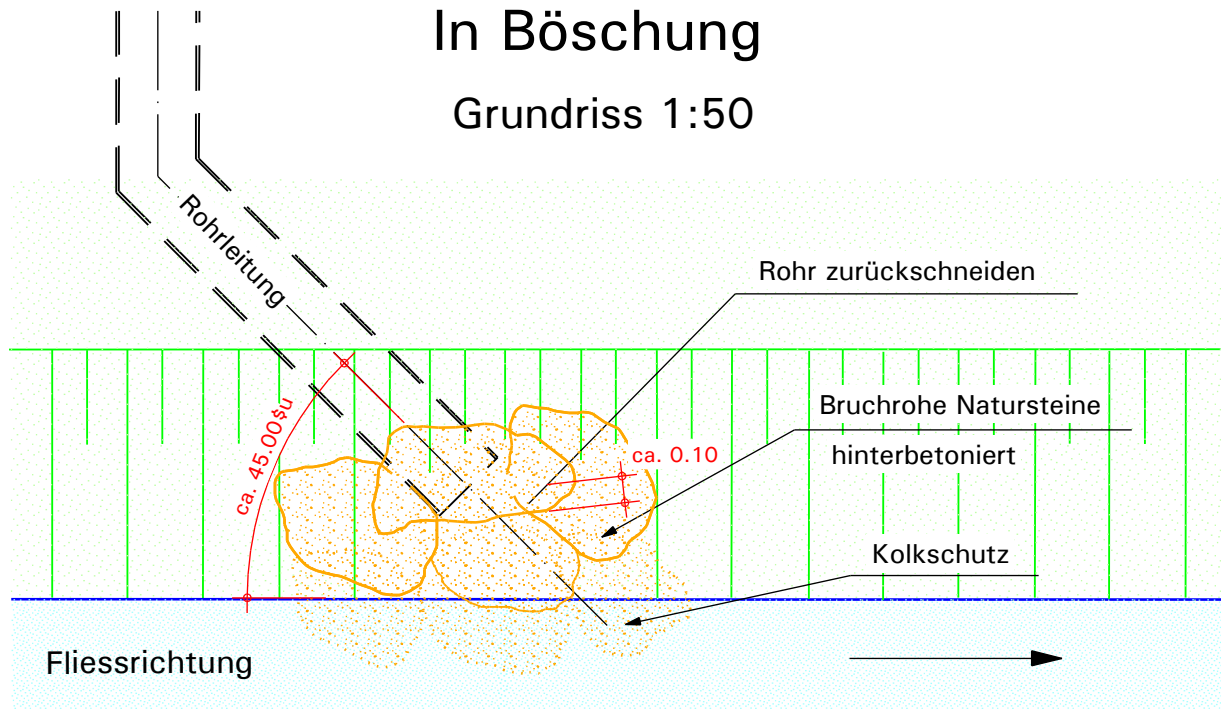 In Böschung
Grundriss 1:50
Rohrleitung
Rohr zurückschneiden
Bruchrohe Natursteine
hinterbetoniert
ca. 0.10
ca. 45.00$u
Kolkschutz
Fliessrichtung